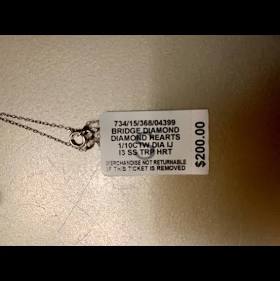 734/15/368/04399
BRIDGE DIAMOND
DIAMOND HEARTS
1/10CTW DIA IJ
I3 SS TRP HRT
MERCHANDISE NOT RETURNABLE
IF THIS TICKET IS REMOVED
$200.00